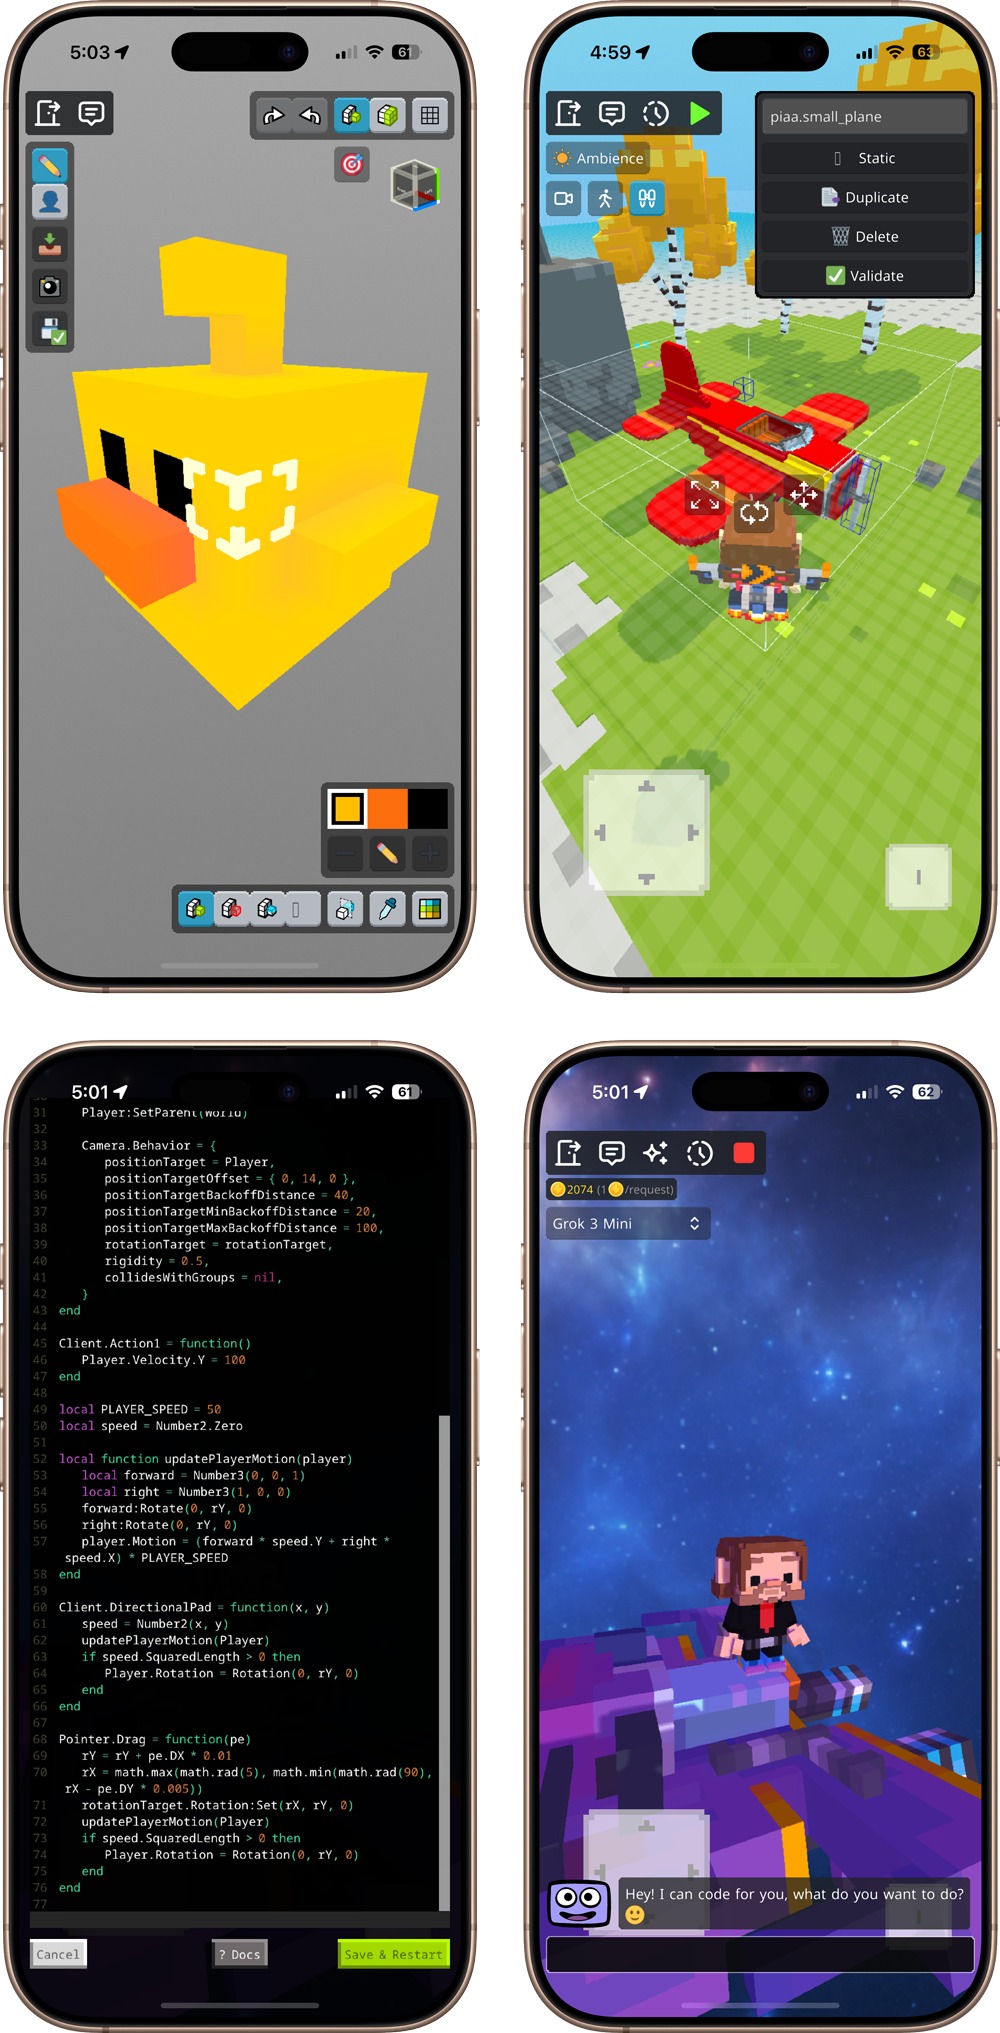 5:03
61
4:59
63
piaa.small_plane
Static
Duplicate
Delete
Validate
Ambience
5:01
61
31 Player:SetParent(World)
32
33 Camera.Behavior = {
34 positionTarget = Player,
35 positionTargetOffset = { 0, 14, 0 },
36 positionTargetBackoffDistance = 40,
37 positionTargetMinBackoffDistance = 20,
38 positionTargetMaxBackoffDistance = 100,
39 rotationTarget = rotationTarget,
40 rigidity = 0.5,
41 collidesWithGroups = nil,
42 }
43 end
44
45 Client.Action1 = function()
46 Player.Velocity.Y = 100
47 end
48
49 local PLAYER_SPEED = 50
50 local speed = Number2.Zero
51
52 local function updatePlayerMotion(player)
53 local forward = Number3(0, 0, 1)
54 local right = Number3(1, 0, 0)
55 forward:Rotate(0, rY, 0)
56 right:Rotate(0, rY, 0)
57 player.Motion = (forward * speed.Y + right *
speed.X) * PLAYER_SPEED
58 end
59
60 Client.DirectionalPad = function(x, y)
61 speed = Number2(x, y)
62 updatePlayerMotion(Player)
63 if speed.SquaredLength > 0 then
64 Player.Rotation = Rotation(0, rY, 0)
65 end
66 end
67
68 Pointer.Drag = function(pe)
69 rY = rY + pe.DX * 0.01
70 rX = math.max(math.rad(5), math.min(math.rad(90),
rX - pe.DY * 0.005))
71 rotationTarget.Rotation:Set(rX, rY, 0)
72 updatePlayerMotion(Player)
73 if speed.SquaredLength > 0 then
74 Player.Rotation = Rotation(0, rY, 0)
75 end
76 end
77
Cancel
? Docs
Save & Restart
5:01
62
2074 (1 /request)
Grok 3 Mini
Hey! I can code for you, what do you want to do?
🙂